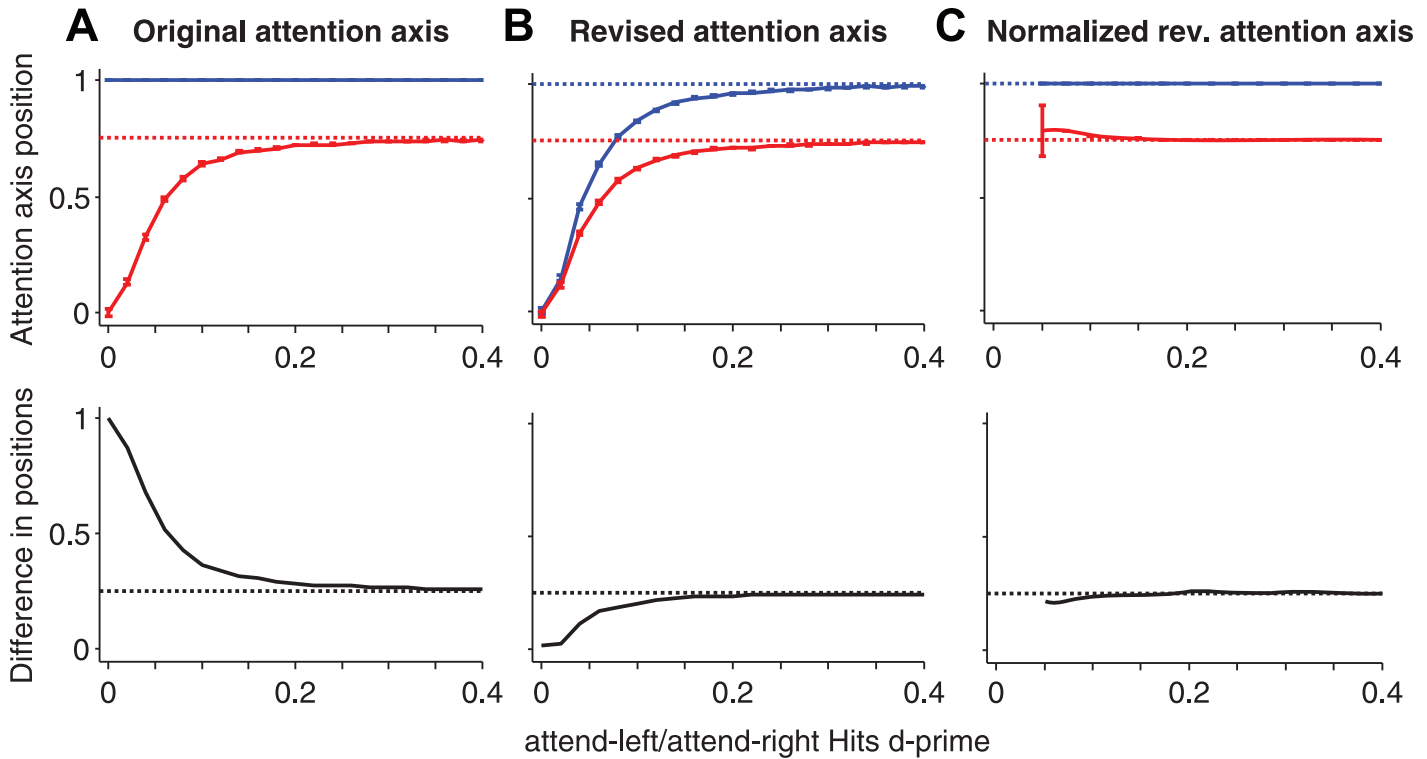 A Original attention axis
B Revised attention axis
C Normalized rev. attention axis
Attention axis position
1
0.5
0
0 0.2 0.4
0 0.2 0.4
0 0.2 0.4
Difference in positions
1
0.5
0
0 0.2 0.4
0 0.2 0.4
0 0.2 0.4
attend-left/attend-right Hits d-prime